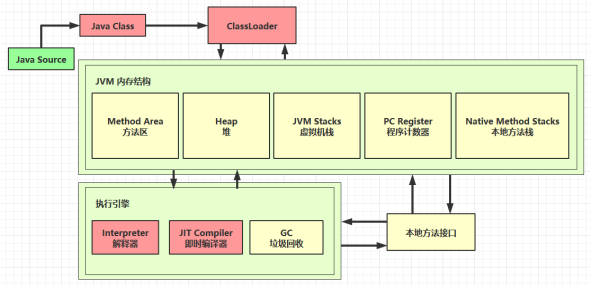 Java Class
ClassLoader
Java Source
JVM 内存结构
Method Area
方法区
Heap
堆
JVM Stacks
虚拟机栈
PC Register
程序计数器
Native Method Stacks
本地方法栈
执行引擎
Interpreter
解释器
JIT Compiler
即时编译器
GC
垃圾回收
本地方法接口